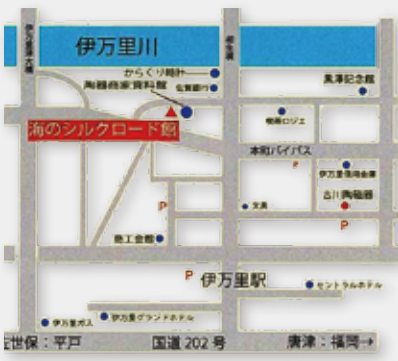 伊万里川
からくり時計
陶器商家資料館
佐賀銀行
黒澤記念館
海のシルクロード館
本町バイパス
P
伊万里信用金庫
古川陶磁器
文具
P
P
商工会館
P 伊万里駅
セントラルホテル
伊万里ガス
伊万里グランドホテル
佐世保:平戸
国道202号
唐津:福岡→